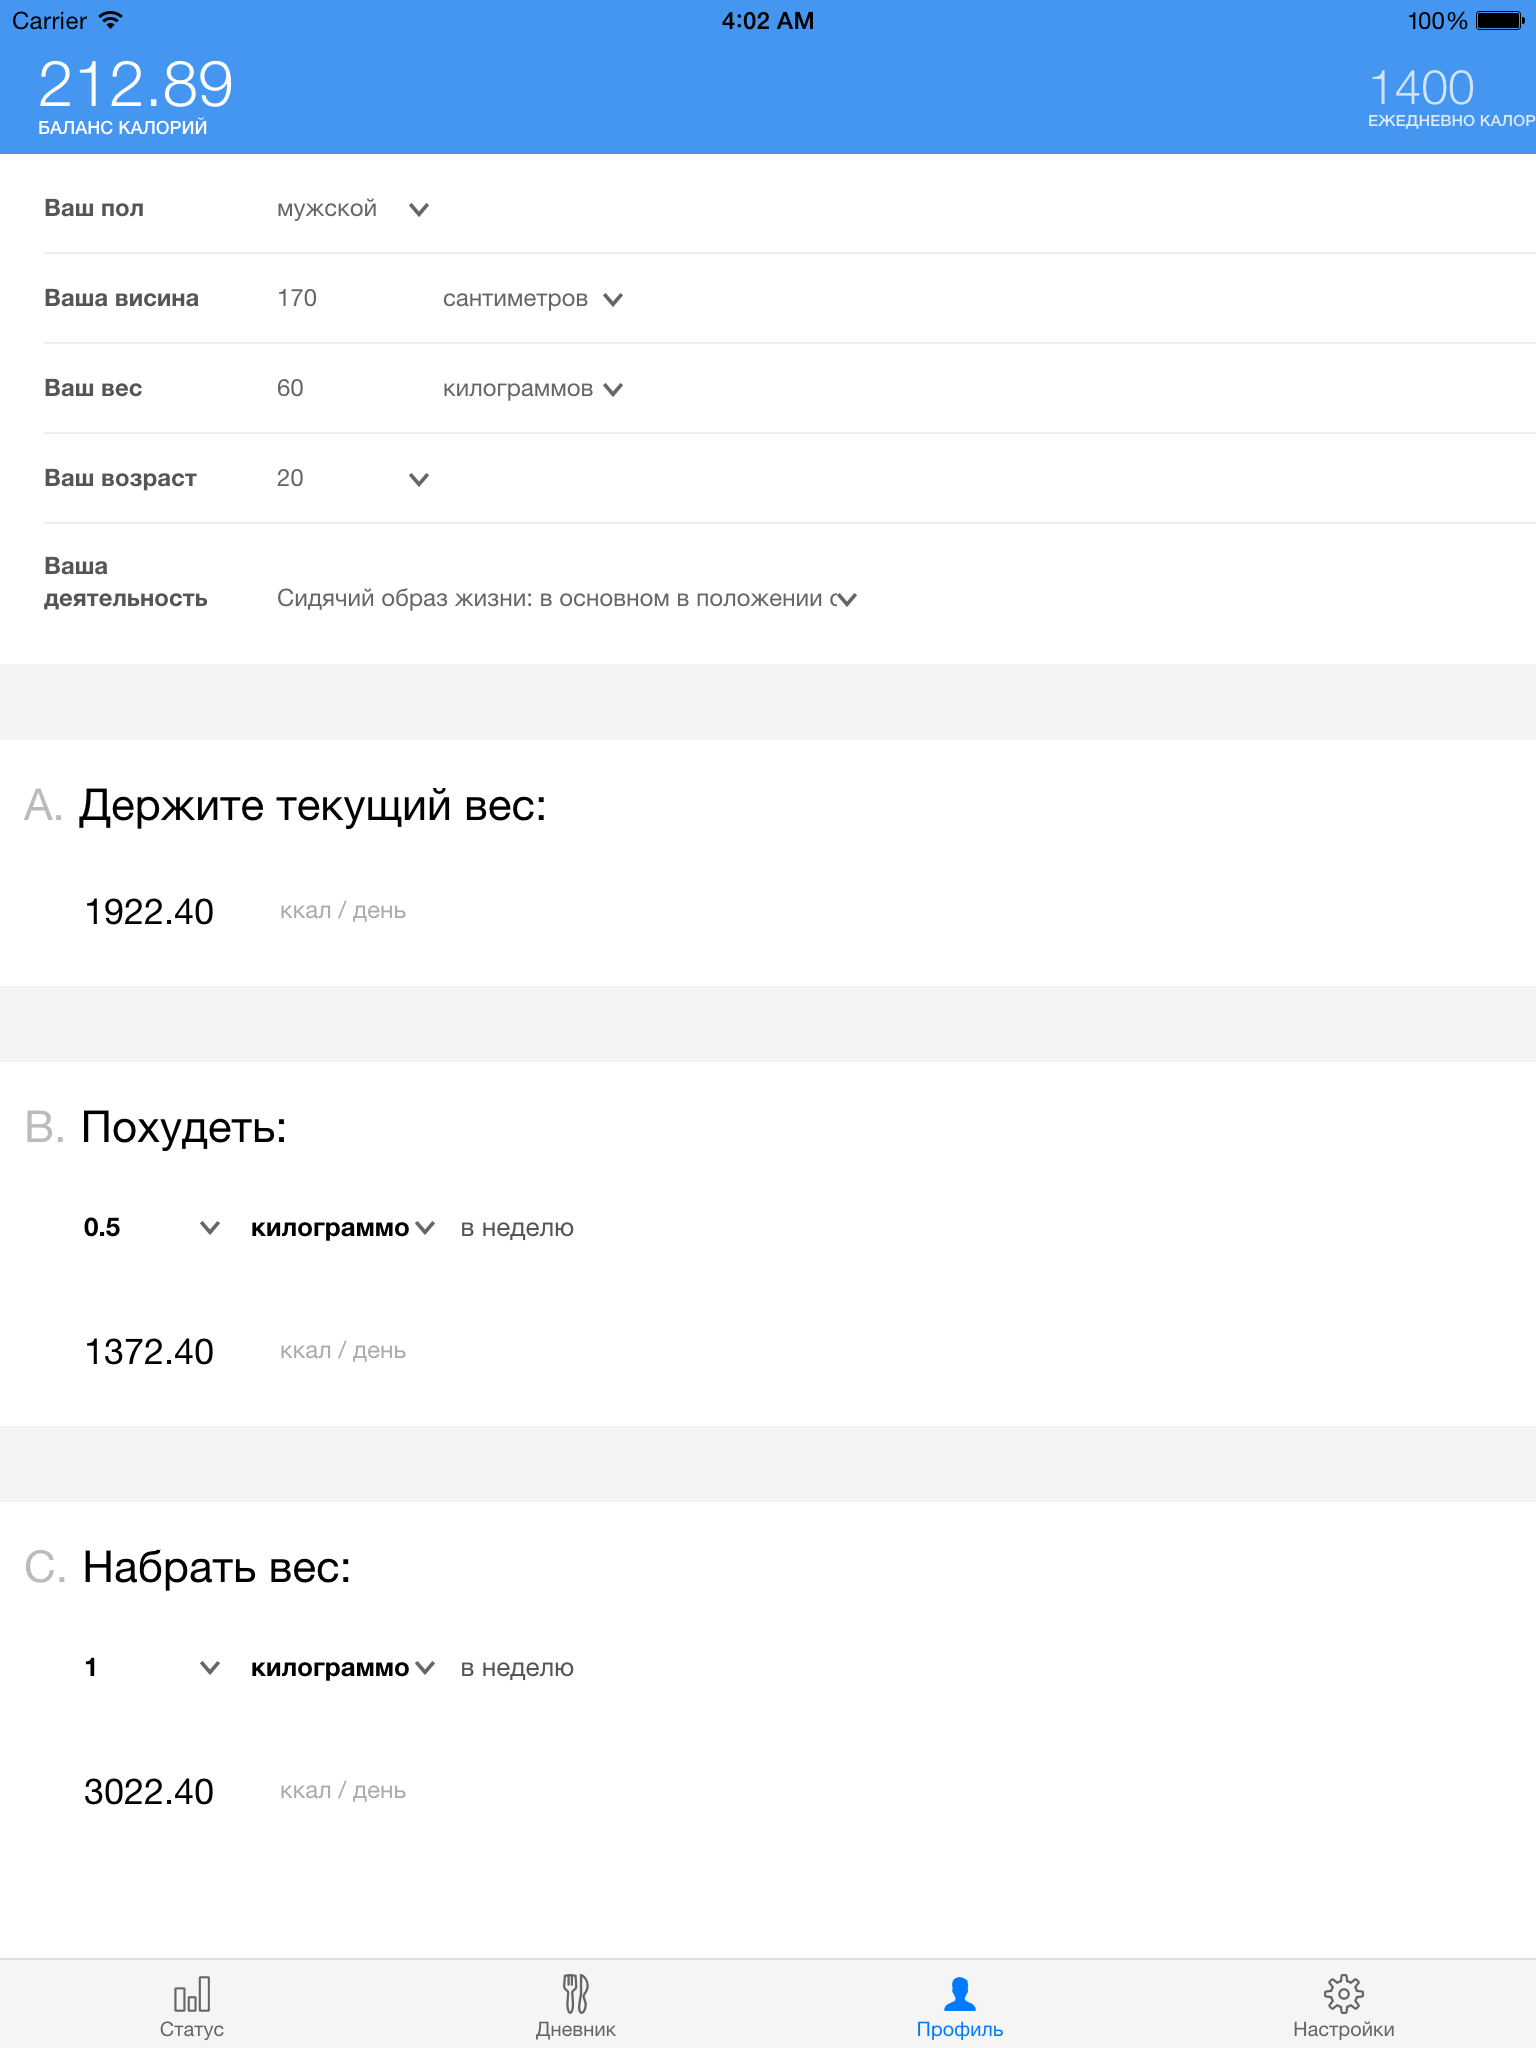 Carrier 4:02 AM 100%
212.89 1400
БАЛАНС КАЛОРИЙ ЕЖЕДНЕВНО КАЛОР
Ваш пол мужской
Ваша висина 170 сантиметров
Ваш вес 60 килограммов
Ваш возраст 20
Ваша
деятельность Сидячий образ жизни: в основном в положении с
A. Держите текущий вес:
1922.40 ккал / день
B. Похудеть:
0.5 килограммо в неделю
1372.40 ккал / день
C. Набрать вес:
1 килограммо в неделю
3022.40 ккал / день
Статус Дневник Профиль Настройки